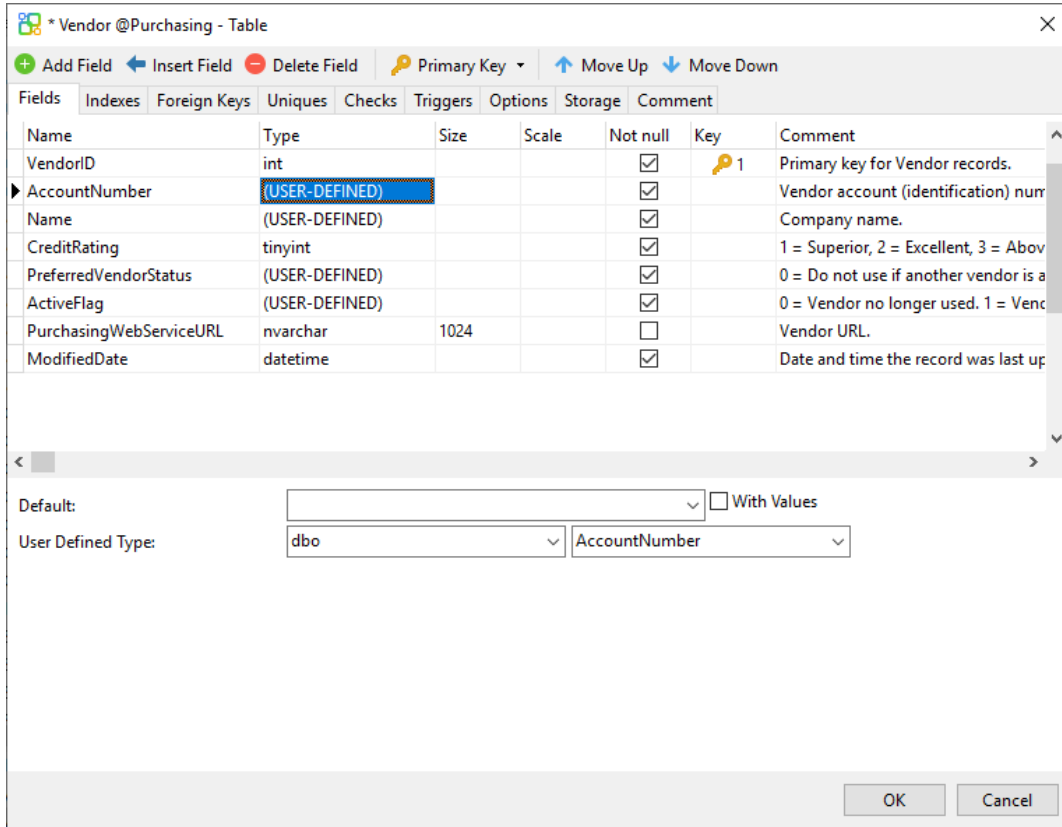 * Vendor @Purchasing - Table
Add Field Insert Field Delete Field Primary Key Move Up Move Down
Fields Indexes Foreign Keys Uniques Checks Triggers Options Storage Comment
Name Type Size Scale Not null Key Comment
VendorID int 1 Primary key for Vendor records.
AccountNumber (USER-DEFINED) Vendor account (identification) num
Name (USER-DEFINED) Company name.
CreditRating tinyint 1 = Superior, 2 = Excellent, 3 = Abov
PreferredVendorStatus (USER-DEFINED) 0 = Do not use if another vendor is a
ActiveFlag (USER-DEFINED) 0 = Vendor no longer used. 1 = Vend
PurchasingWebServiceURL nvarchar 1024 Vendor URL.
ModifiedDate datetime Date and time the record was last up
Default: With Values
User Defined Type: dbo AccountNumber
OK Cancel